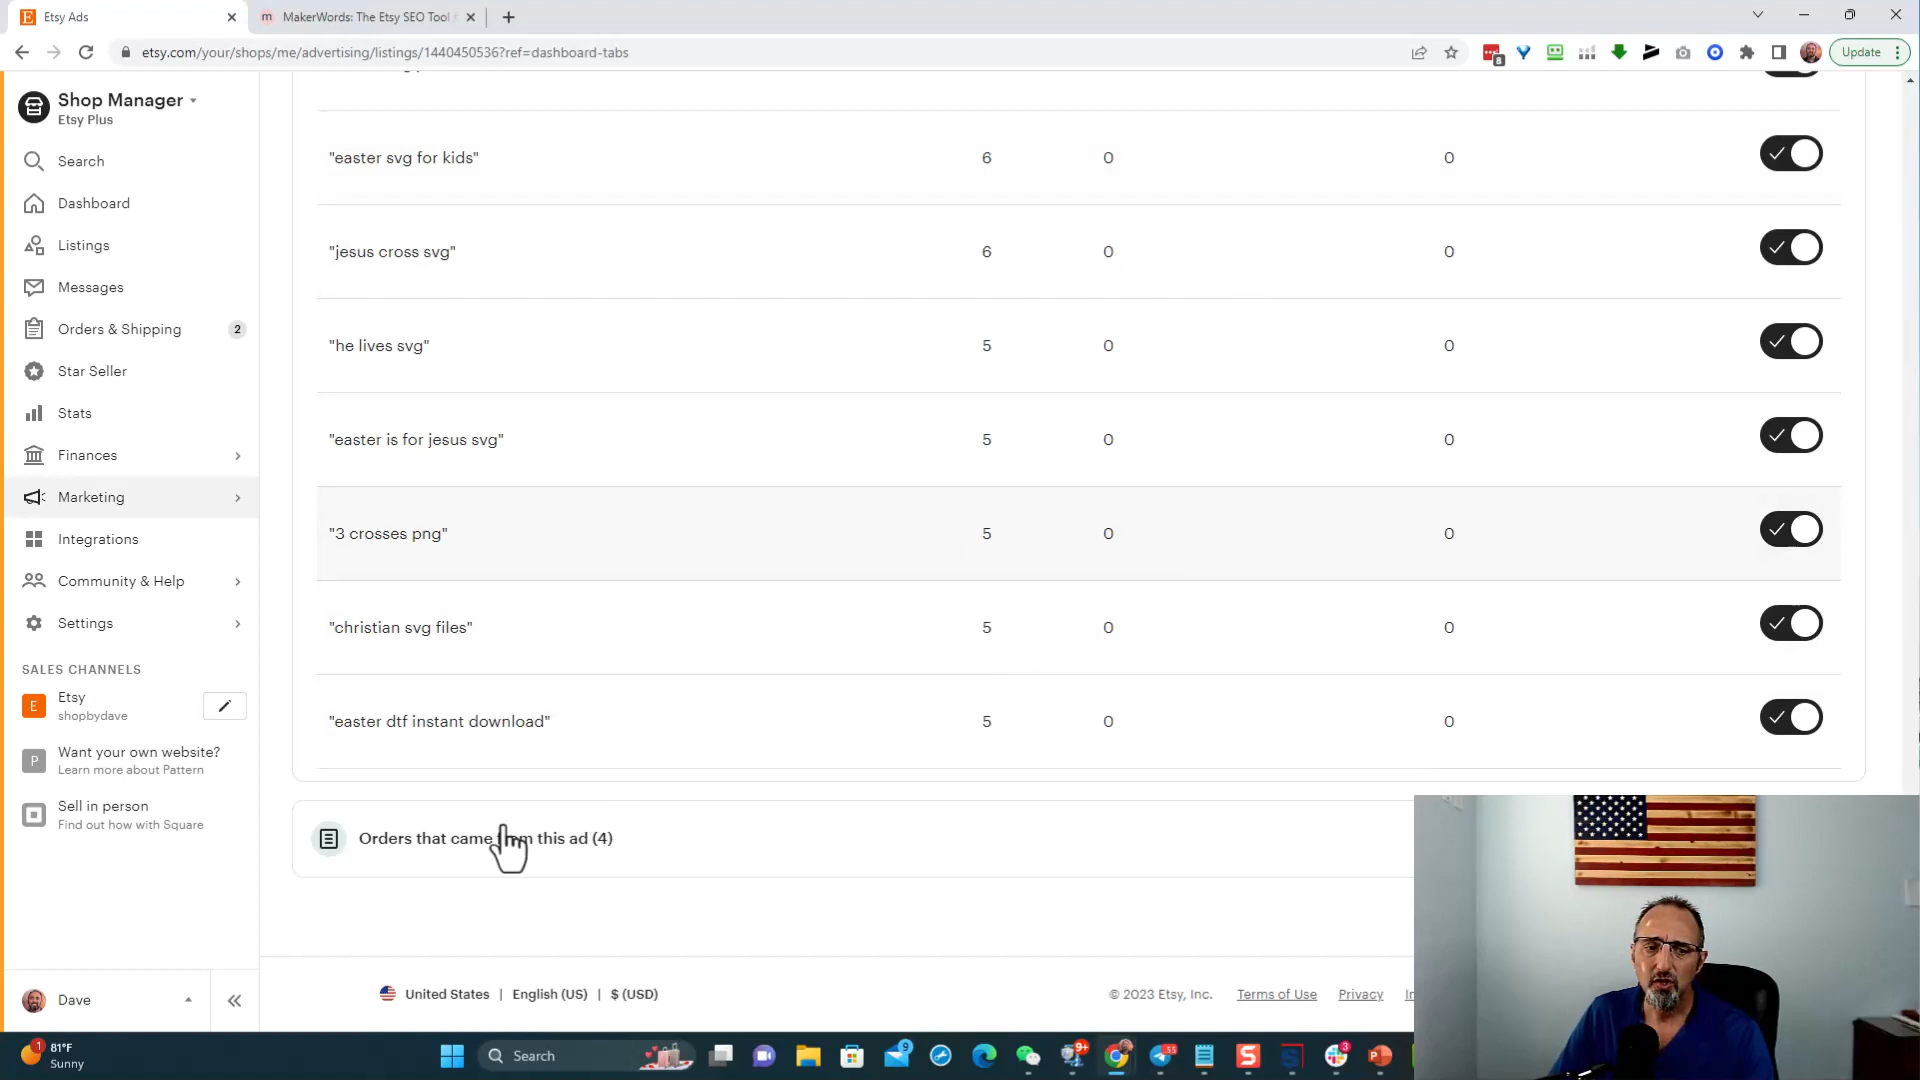 Etsy Ads
MakerWords: The Etsy SEO Tool
etsy.com/your/shops/me/advertising/listings/1440450536?ref=dashboard-tabs
8
Update
Shop Manager
Etsy Plus
Search
Dashboard
Listings
Messages
Orders & Shipping 2
Star Seller
Stats
Finances
Marketing
Integrations
Community & Help
Settings
SALES CHANNELS
E
Etsy
shopbydave
P
Want your own website?
Learn more about Pattern
Sell in person
Find out how with Square
Dave
"easter svg for kids" 6 0 0
"jesus cross svg" 6 0 0
"he lives svg" 5 0 0
"easter is for jesus svg" 5 0 0
"3 crosses png" 5 0 0
"christian svg files" 5 0 0
"easter dtf instant download" 5 0 0
Orders that came this ad (4)
United States | English (US) | $ (USD)
© 2023 Etsy, Inc. Terms of Use Privacy
1
81°F
Sunny
Search
9
9+
55
3